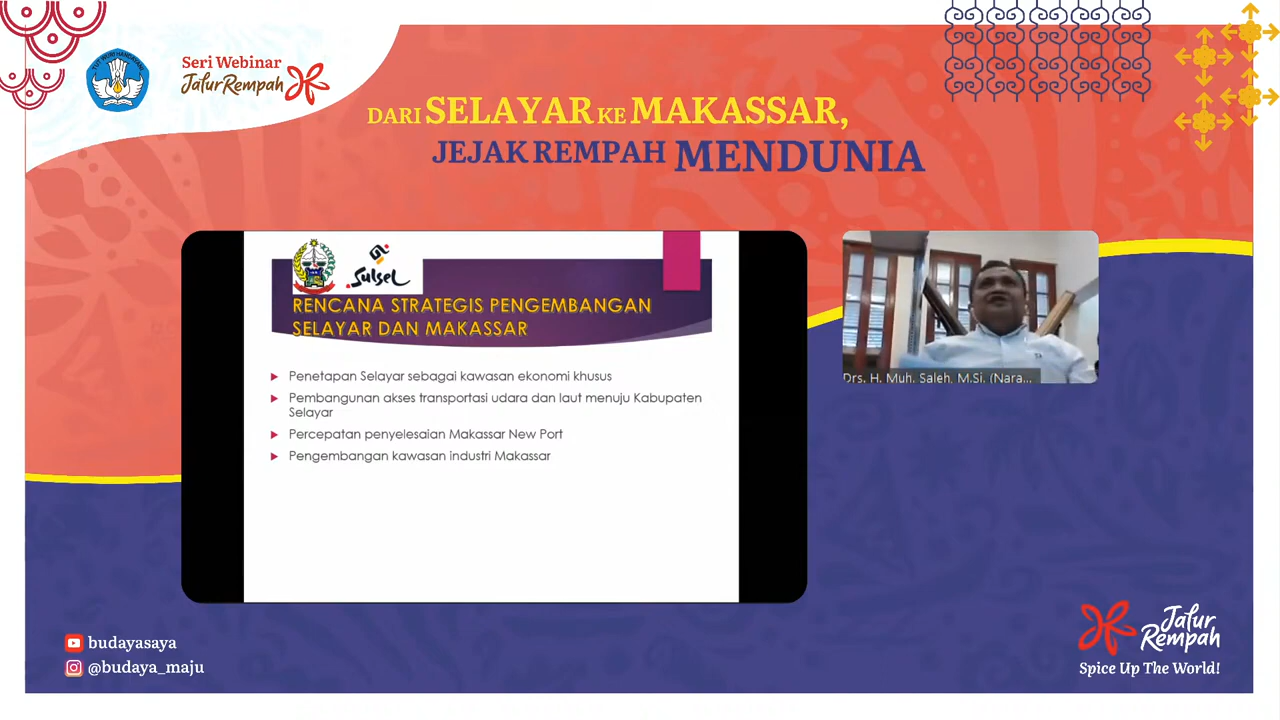 Seri Webinar
Jalur Rempah
DARI SELAYAR KE MAKASSAR,
JEJAK REMPAH MENDUNIA
Sulsel
RENCANA STRATEGIS PENGEMBANGAN
SELAYAR DAN MAKASSAR
Penetapan Selayar sebagai kawasan ekonomi khusus
Pembangunan akses transportasi udara dan laut menuju Kabupaten
Selayar
Percepatan penyelesaian Makassar New Port
Pengembangan kawasan industri Makassar
Drs. H. Muh. Saleh, M.Si. (Nara...
budayasaya
@budaya_maju
Jalur
Rempah
Spice Up The World!